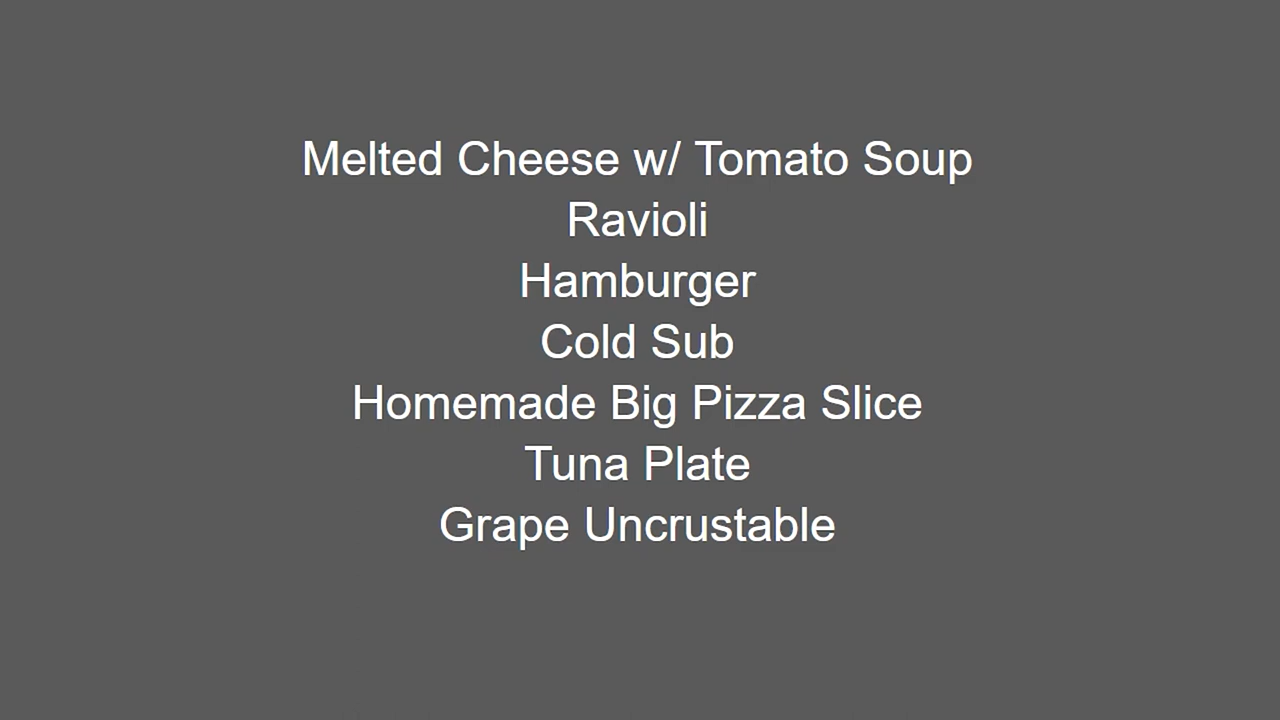 Melted Cheese w/ Tomato Soup
Ravioli
Hamburger
Cold Sub
Homemade Big Pizza Slice
Tuna Plate
Grape Uncrustable